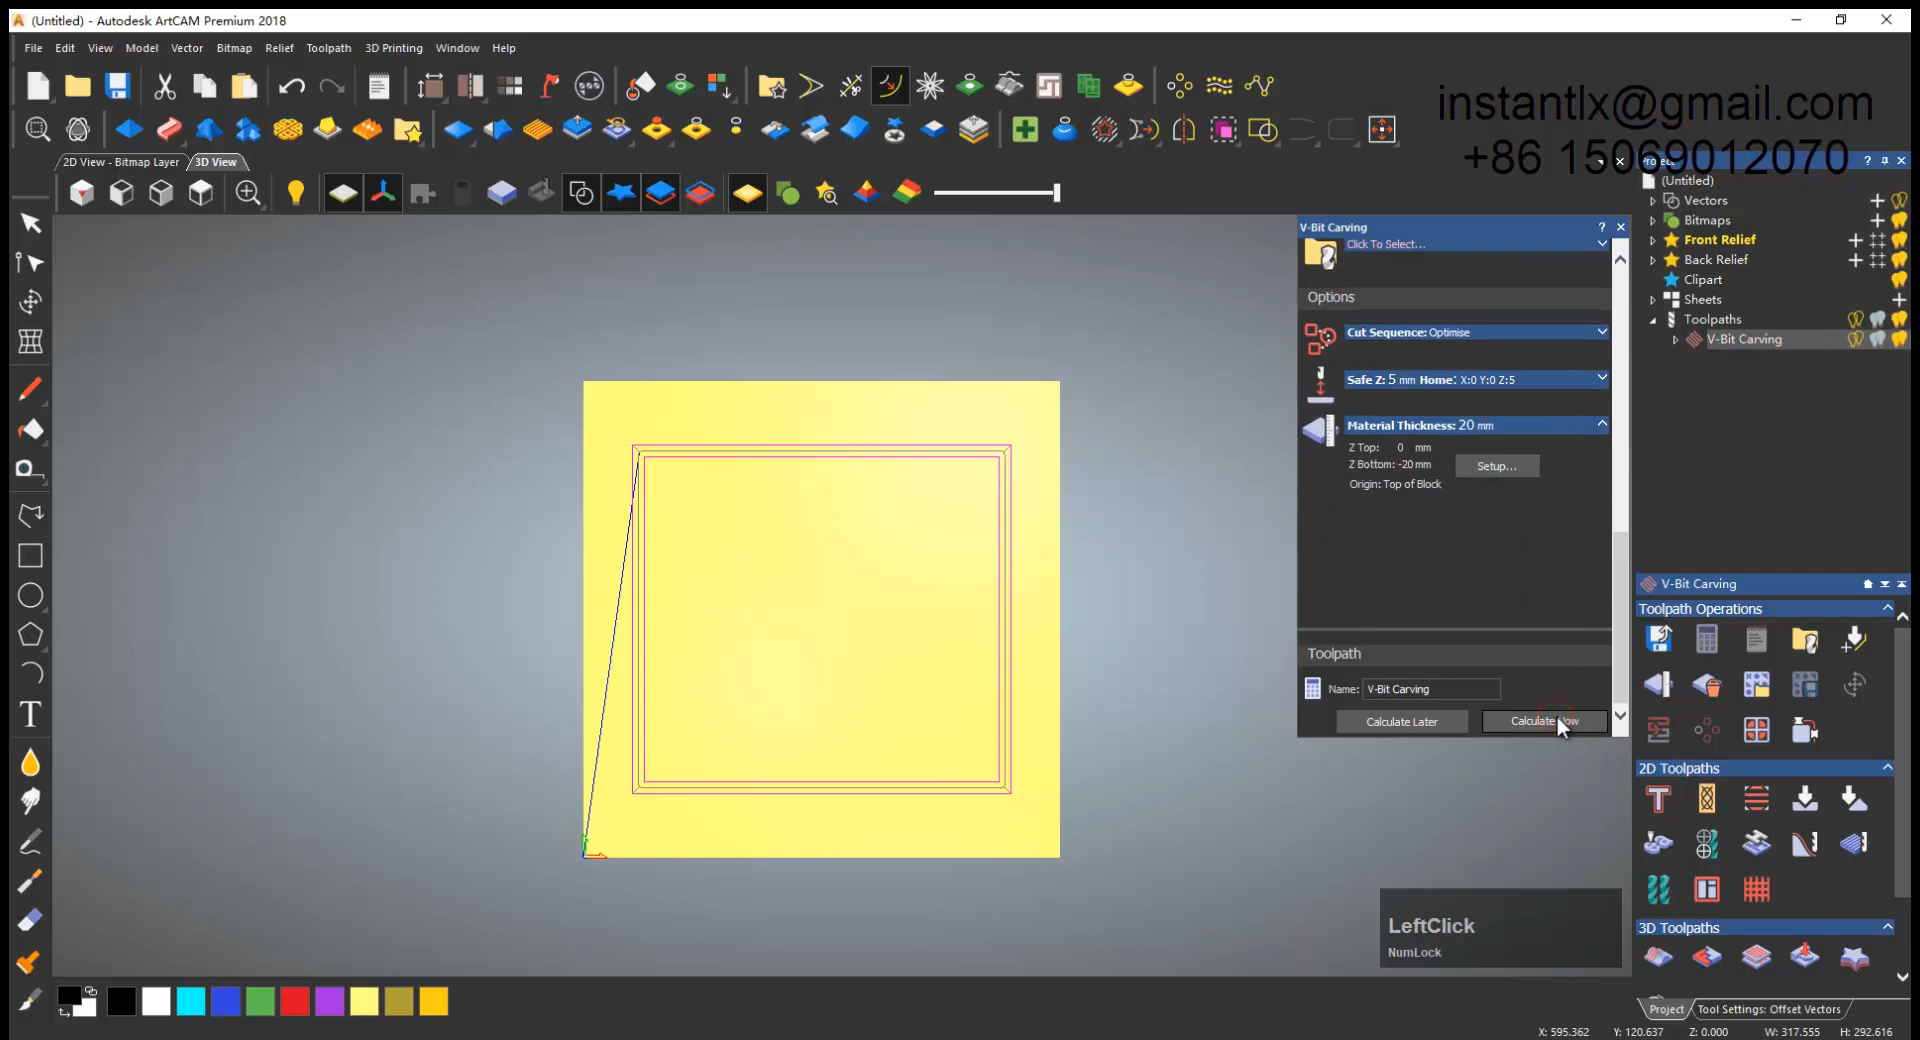 (Untitled) - Autodesk ArtCAM Premium 2018
File Edit View Model Vector Bitmap Relief Toolpath 3D Printing Window Help
instantlx@gmail.com
+86 15069012070
2D View - Bitmap Layer 3D View
(Untitled)
Vectors
Bitmaps
Front Relief
Back Relief
Clipart
Sheets
Toolpaths
V-Bit Carving
V-Bit Carving
Click To Select...
Options
Cut Sequence: Optimise
Safe Z: 5 mm Home: X:0 Y:0 Z:5
Material Thickness: 20 mm
Z Top: 0 mm
Z Bottom: -20 mm
Setup...
Origin: Top of Block
Toolpath
Name: V-Bit Carving
Calculate Later
V-Bit Carving
Toolpath Operations
2D Toolpaths
3D Toolpaths
LeftClick
NumLock
Project Tool Settings: Offset Vectors
X: 595.362 Y: 120.637 Z: 0.000 W: 317.555 H: 292.616